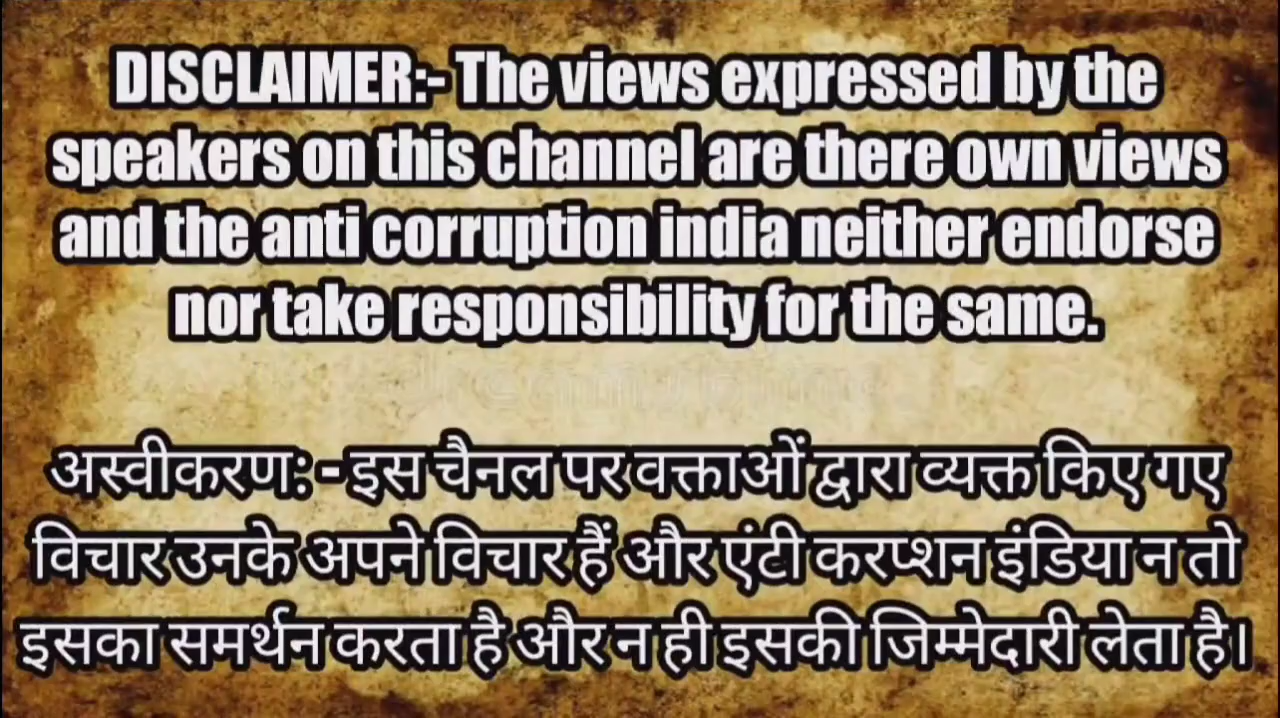 DISCLAIMER:- The views expressed by the
speakers on this channel are there own views
and the anti corruption india neither endorse
nor take responsibility for the same.
dreamstime
अस्वीकरण: - इस चैनल पर वक्ताओं द्वारा व्यक्त किए गए
विचार उनके अपने विचार हैं और एंटी करप्शन इंडिया न तो
इसका समर्थन करता है और न ही इसकी जिम्मेदारी लेता है।